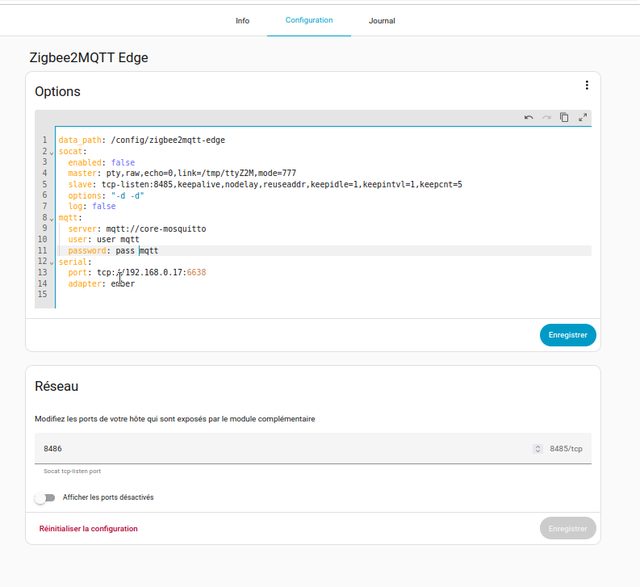 Info Configuration Journal
Zigbee2MQTT Edge
Options
1 data_path: /config/zigbee2mqtt-edge
2 socat:
3 enabled: false
4 master: pty,raw,echo=0,link=/tmp/ttyZ2M,mode=777
5 slave: tcp-listen:8485,keepalive,nodelay,reuseaddr,keepidle=1,keepintvl=1,keepcnt=5
6 options: "-d -d"
7 log: false
8 mqtt:
9 server: mqtt://core-mosquitto
10 user: user mqtt
11 password: pass mqtt
12 serial:
13 port: tcp://192.168.0.17:6638
14 adapter: ember
15
Enregistrer
Réseau
Modifiez les ports de votre hôte qui sont exposés par le module complémentaire
8486 8485/tcp
Socat tcp-listen port
Afficher les ports désactivés
Réinitialiser la configuration Enregistrer